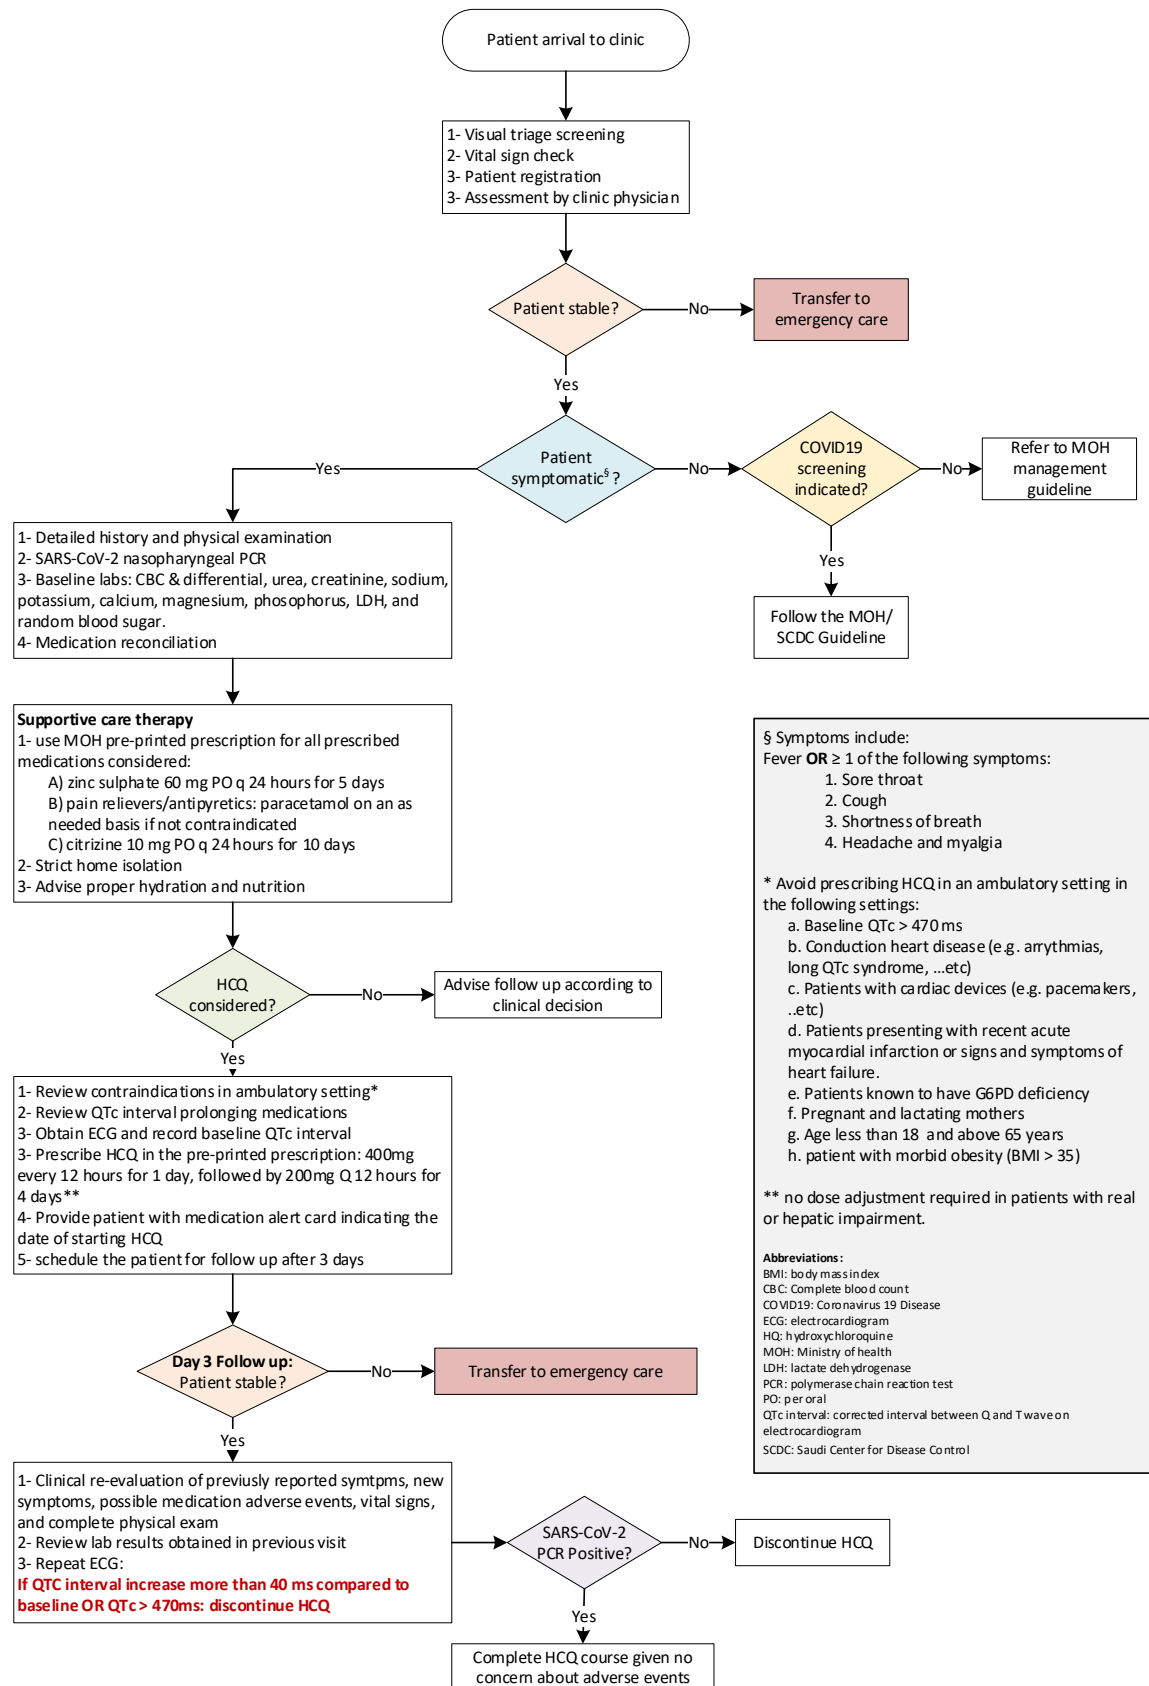 Patient arrival to clinic
1- Visual triage screening
2- Vital sign check
3- Patient registration
3- Assessment by clinic physician
Patient stable?
No
Transfer to
emergency care
Yes
Patient
symptomatic§ ?
No
COVID19
screening
indicated?
No
Refer to MOH
management
guideline
Yes
Follow the MOH/
SCDC Guideline
Yes
1- Detailed history and physical examination
2- SARS-CoV-2 nasopharyngeal PCR
3- Baseline labs: CBC & differential, urea, creatinine, sodium,
potassium, calcium, magnesium, phosophorus, LDH, and
random blood sugar.
4- Medication reconciliation
Supportive care therapy
1- use MOH pre-printed prescription for all prescribed
medications considered:
A) zinc sulphate 60 mg PO q 24 hours for 5 days
B) pain relievers/antipyretics: paracetamol on an as
needed basis if not contraindicated
C) citrizine 10 mg PO q 24 hours for 10 days
2- Strict home isolation
3- Advise proper hydration and nutrition
HCQ
considered?
No
Advise follow up according to
clinical decision
Yes
1- Review contraindications in ambulatory setting*
2- Review QTc interval prolonging medications
3- Obtain ECG and record baseline QTc interval
3- Prescribe HCQ in the pre-printed prescription: 400mg
every 12 hours for 1 day, followed by 200mg Q 12 hours for
4 days**
4- Provide patient with medication alert card indicating the
date of starting HCQ
5- schedule the patient for follow up after 3 days
Day 3 Follow up:
Patient stable?
No
Transfer to emergency care
Yes
1- Clinical re-evaluation of previusly reported symtpms, new
symptoms, possible medication adverse events, vital signs,
and complete physical exam
2- Review lab results obtained in previous visit
3- Repeat ECG:
If QTC interval increase more than 40 ms compared to
baseline OR QTc > 470ms: discontinue HCQ
SARS-CoV-2
PCR Positive?
No
Discontinue HCQ
Yes
Complete HCQ course given no
concern about adverse events
§ Symptoms include:
Fever OR ≥ 1 of the following symptoms:
1. Sore throat
2. Cough
3. Shortness of breath
4. Headache and myalgia
* Avoid prescribing HCQ in an ambulatory setting in
the following settings:
a. Baseline QTc > 470 ms
b. Conduction heart disease (e.g. arrythmias,
long QTc syndrome, ...etc)
c. Patients with cardiac devices (e.g. pacemakers,
..etc)
d. Patients presenting with recent acute
myocardial infarction or signs and symptoms of
heart failure.
e. Patients known to have G6PD deficiency
f. Pregnant and lactating mothers
g. Age less than 18 and above 65 years
h. patient with morbid obesity (BMI > 35)
** no dose adjustment required in patients with real
or hepatic impairment.
Abbreviations:
BMI: body mass index
CBC: Complete blood count
COVID19: Coronavirus 19 Disease
ECG: electrocardiogram
HQ: hydroxychloroquine
MOH: Ministry of health
LDH: lactate dehydrogenase
PCR: polymerase chain reaction test
PO: per oral
QTc interval: corrected interval between Q and T wave on
electrocardiogram
SCDC: Saudi Center for Disease Control